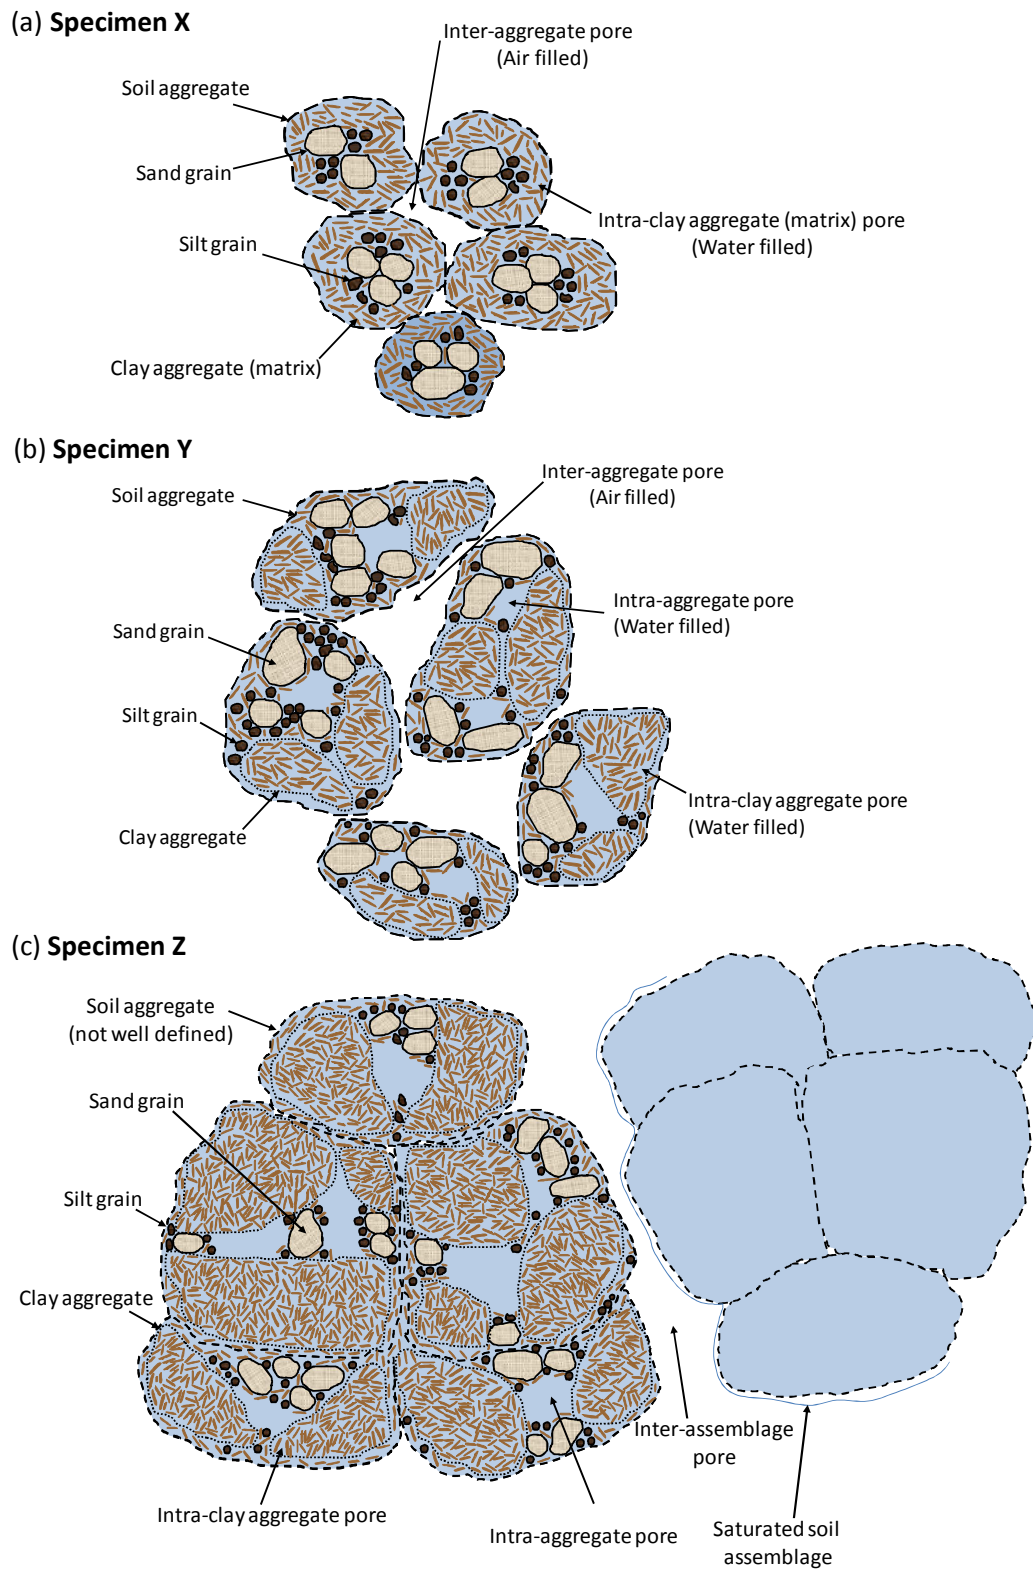 (a) Specimen X
Inter-aggregate pore
(Air filled)
Soil aggregate
Sand grain
Intra-clay aggregate (matrix) pore
(Water filled)
Silt grain
Clay aggregate (matrix)
(b) Specimen Y
Inter-aggregate pore
(Air filled)
Soil aggregate
Intra-aggregate pore
(Water filled)
Sand grain
Silt grain
Intra-clay aggregate pore
(Water filled)
Clay aggregate
(c) Specimen Z
Soil aggregate
(not well defined)
Sand grain
Silt grain
Clay aggregate
Inter-assemblage
pore
Intra-clay aggregate pore
Intra-aggregate pore
Saturated soil
assemblage